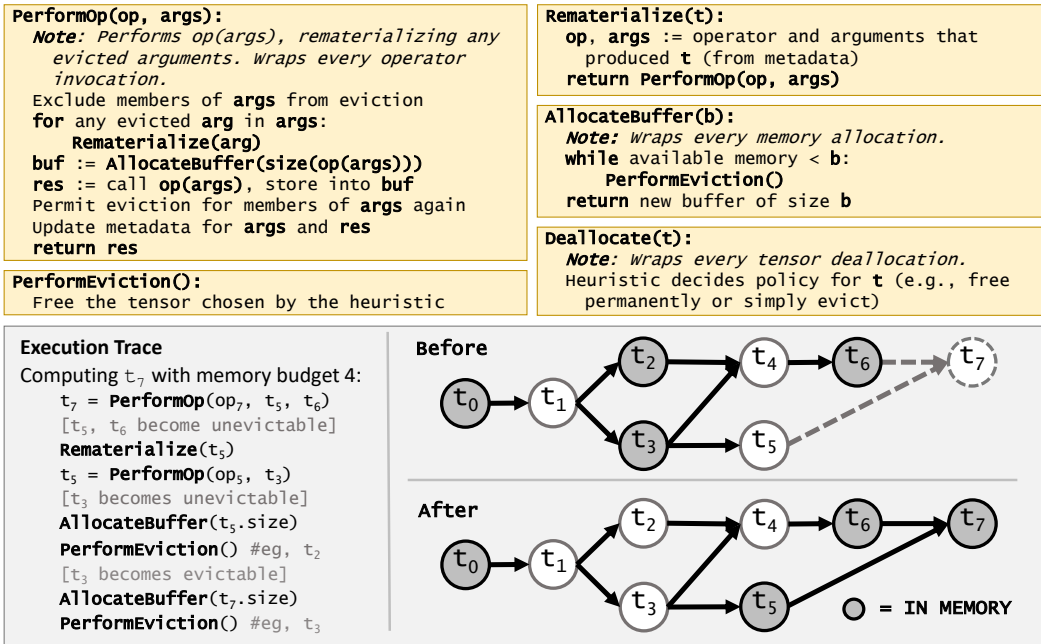 PerformOp(op, args):
Note: Performs op(args), rematerializing any
evicted arguments. Wraps every operator
invocation.
Exclude members of args from eviction
for any evicted arg in args:
Rematerialize(arg)
buf := AllocateBuffer(size(op(args)))
res := call op(args), store into buf
Permit eviction for members of args again
Update metadata for args and res
return res
PerformEviction():
Free the tensor chosen by the heuristic
Rematerialize(t):
op, args := operator and arguments that
produced t (from metadata)
return PerformOp(op, args)
AllocateBuffer(b):
Note: Wraps every memory allocation.
while available memory < b:
PerformEviction()
return new buffer of size b
Deallocate(t):
Note: Wraps every tensor deallocation.
Heuristic decides policy for t (e.g., free
permanently or simply evict)
Execution Trace
Computing t7 with memory budget 4:
t7 = PerformOp(op7, t5, t6)
[t5, t6 become unevictable]
Rematerialize(t5)
t5 = PerformOp(op5, t3)
[t3 becomes unevictable]
AllocateBuffer(t5.size)
PerformEviction() #eg, t2
[t3 becomes evictable]
AllocateBuffer(t7.size)
PerformEviction() #eg, t3
Before
t0
t1
t2
t3
t4
t5
t6
t7
After
t0
t1
t2
t3
t4
t5
t6
t7
= IN MEMORY